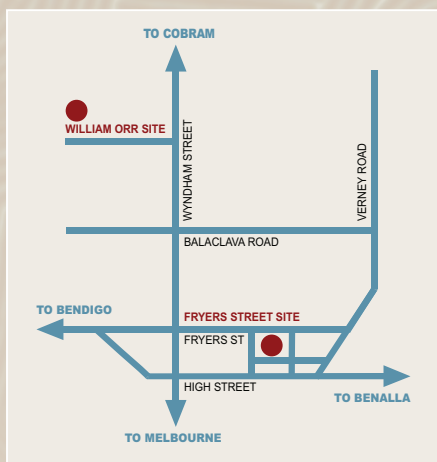 TO COBRAM
WILLIAM ORR SITE
WYNDHAM STREET
VERNEY ROAD
BALACLAVA ROAD
TO BENDIGO
FRYERS STREET SITE
FRYERS ST
HIGH STREET
TO BENALLA
TO MELBOURNE